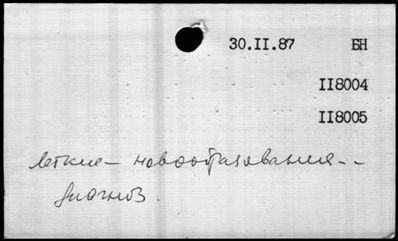 30.II.87 БН
II8004
II8005
легкие – новообразования – -
диагноз.